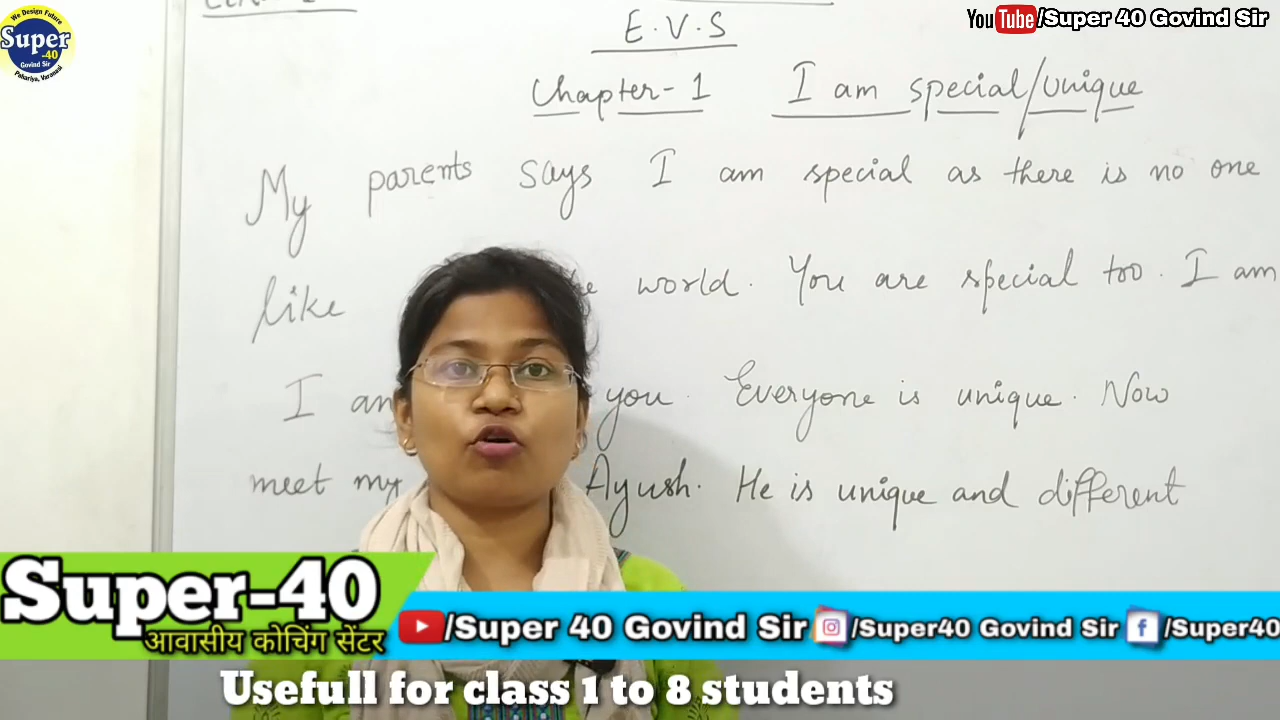 We Design Future
Super
-40
Govind Sir
Pahariya, Varanasi
You Tube/Super 40 Govind Sir
E.V.S
Chapter-1 I am special/unique
My parents says I am special as there is no one
like world. You are special too. I am
I you. Everyone is unique. Now
meet my Ayush. He is unique and different
Super-40
आवासीय कोचिंग सेंटर
/Super 40 Govind Sir /Super40 Govind Sir f /Super40
Usefull for class 1 to 8 students